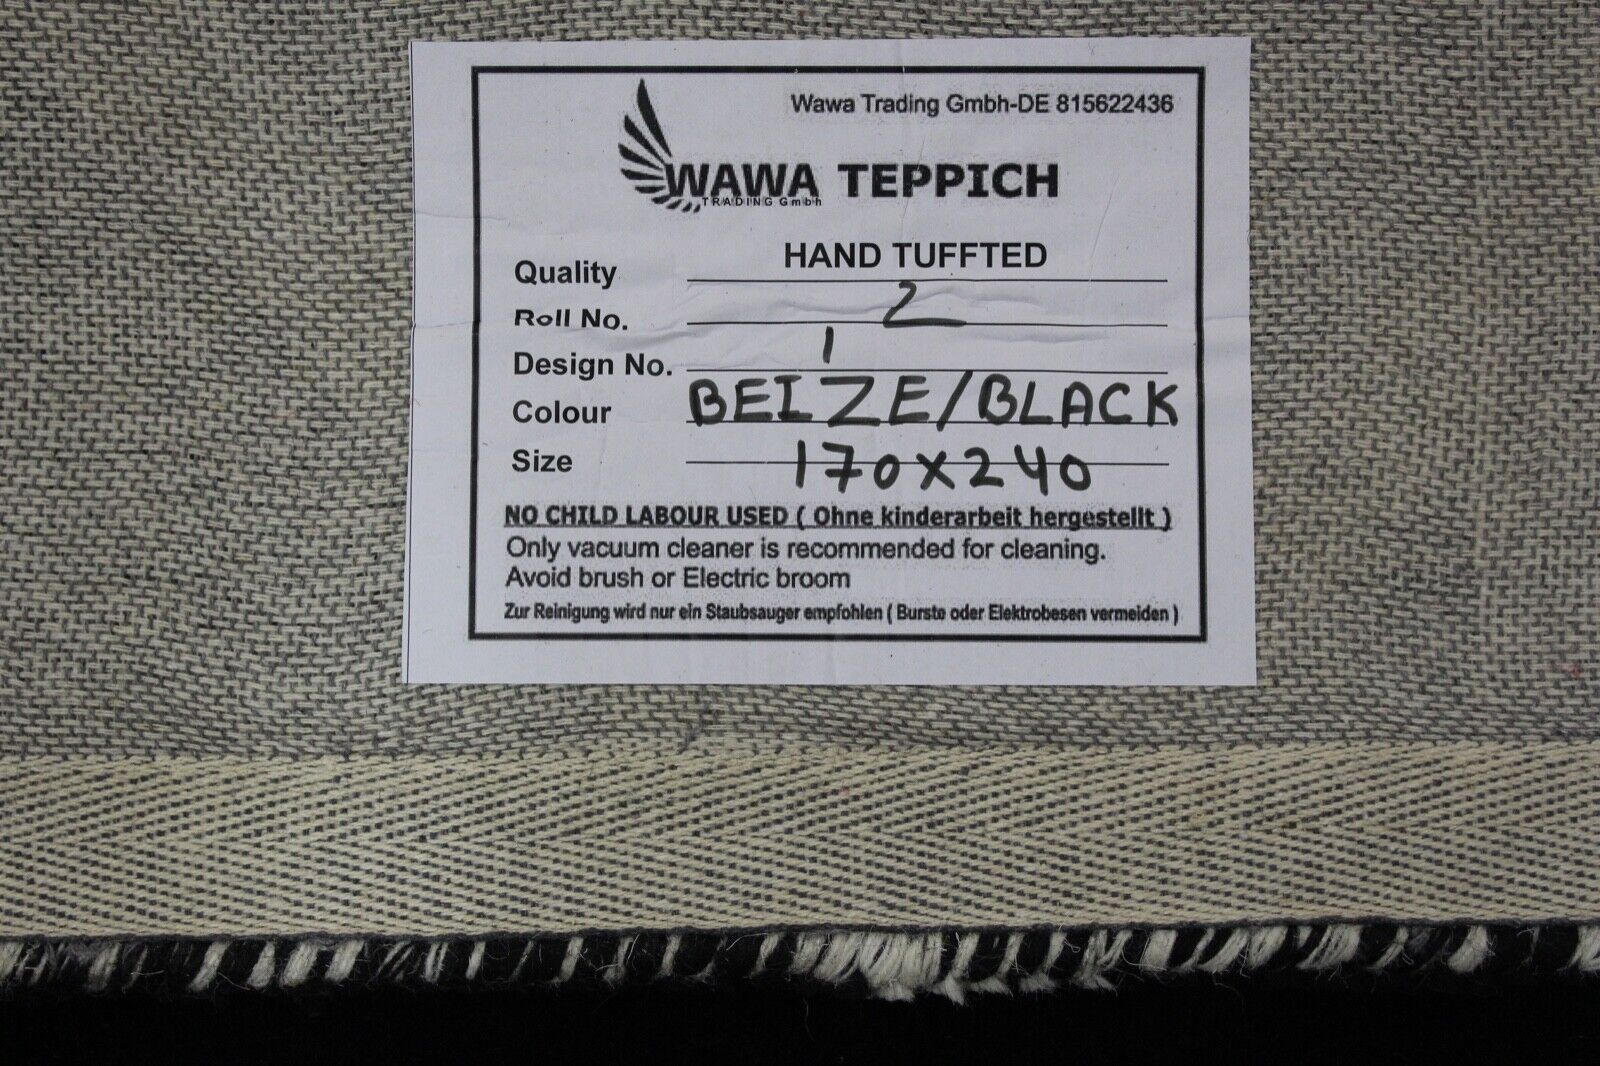 Wawa Trading Gmbh-DE 815622436
WAWA TEPPICH
TRADING Gmbh
Quality HAND TUFFTED
Roll No. 2
Design No. 1
Colour BEIZE/BLACK
Size 170x240
NO CHILD LABOUR USED ( Ohne kinderarbeit hergestellt )
Only vacuum cleaner is recommended for cleaning.
Avoid brush or Electric broom
Zur Reinigung wird nur ein Staubsauger empfohlen ( Burste oder Elektrobesen vermeiden )